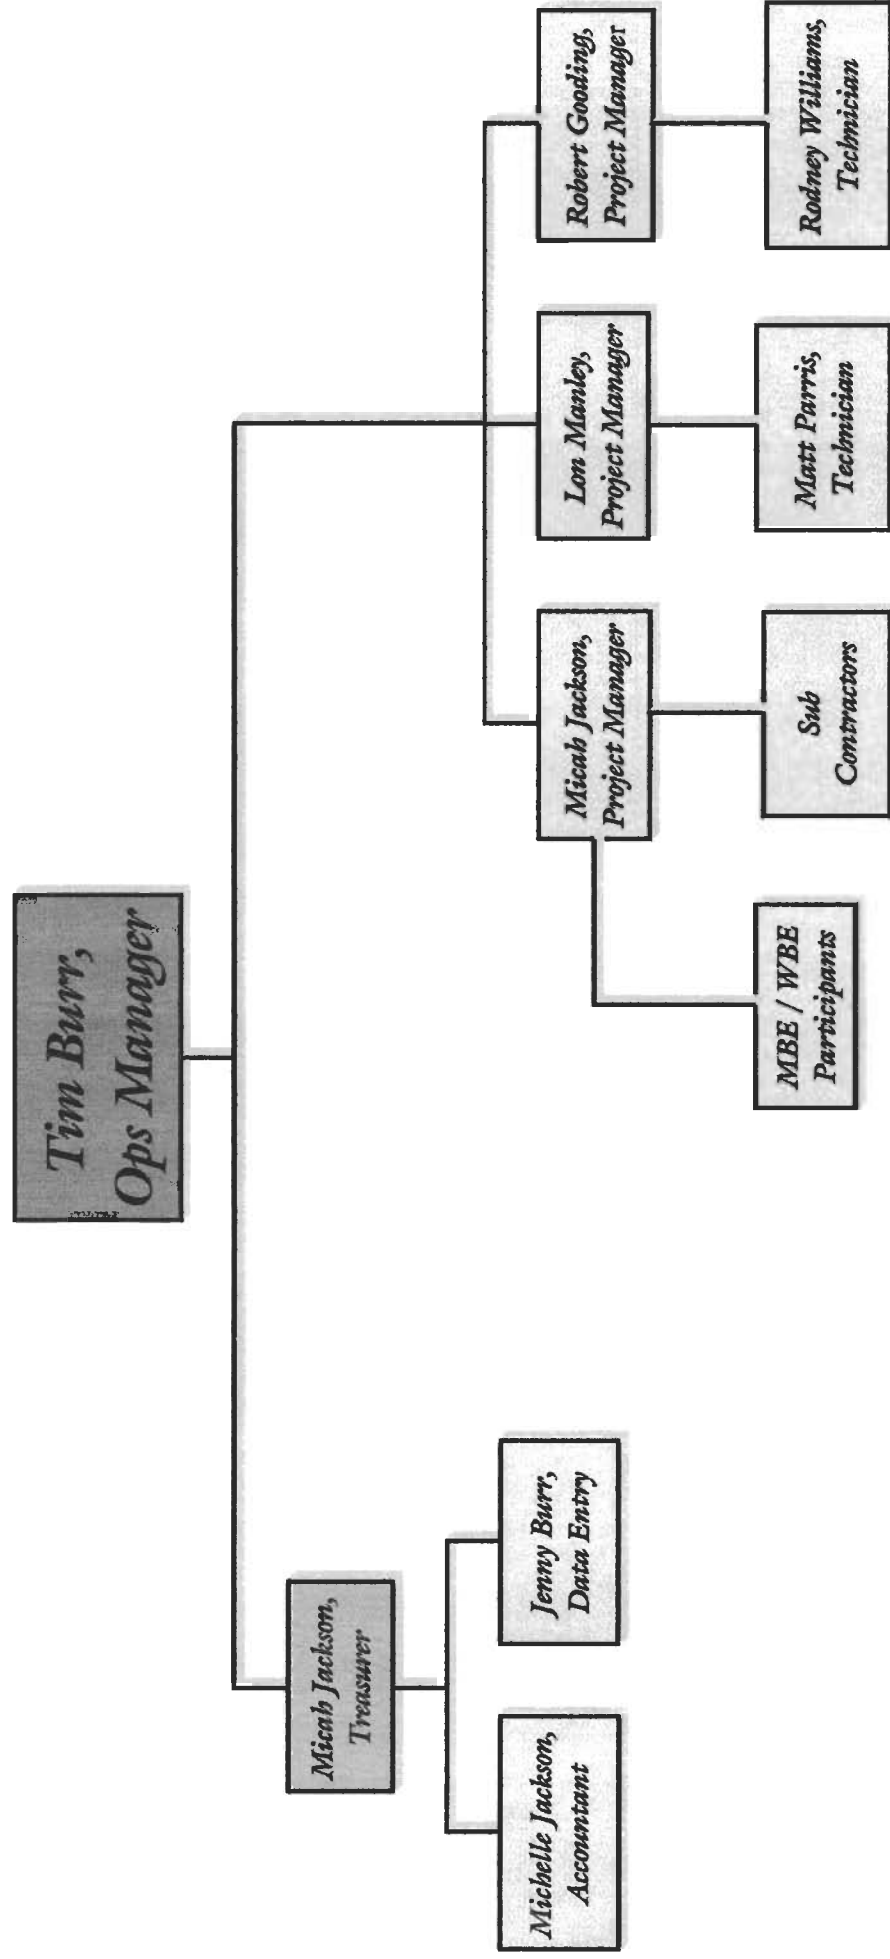 Tim Burr,
Ops Manager
Micah Jackson,
Treasurer
Michelle Jackson,
Accountant
Jenny Burr,
Data Entry
Micah Jackson,
Project Manager
Lon Manley,
Project Manager
Robert Gooding,
Project Manager
MBE / WBE
Participants
Sub
Contractors
Matt Parris,
Technician
Rodney Williams,
Technician